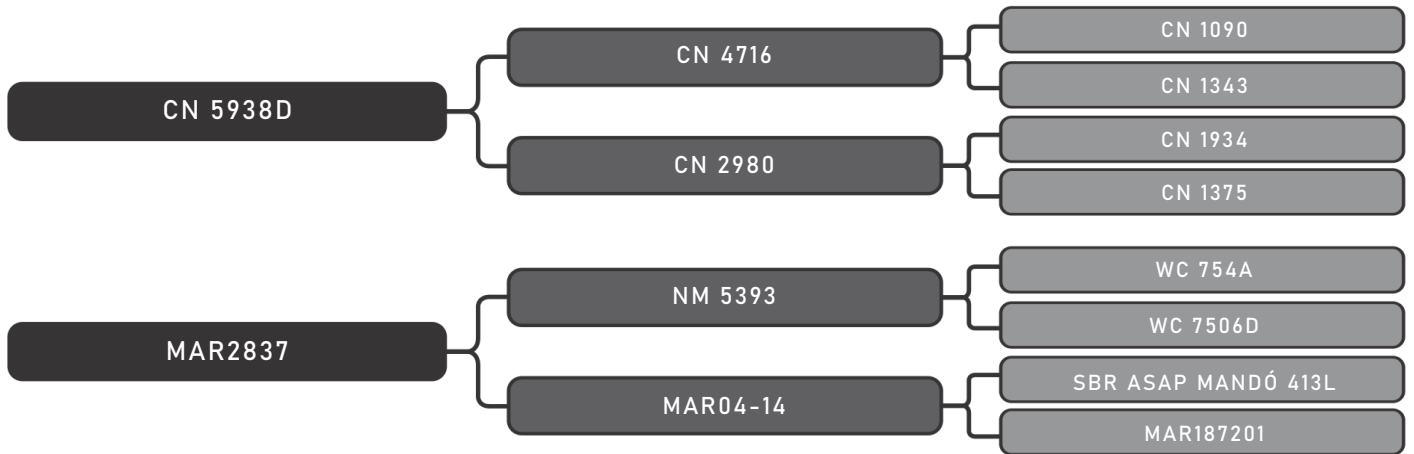 CN 5938D
CN 4716
CN 1090
CN 1343
CN 2980
CN 1934
CN 1375
MAR2837
NM 5393
WC 754A
WC 7506D
MAR04-14
SBR ASAP MANDÓ 413L
MAR187201